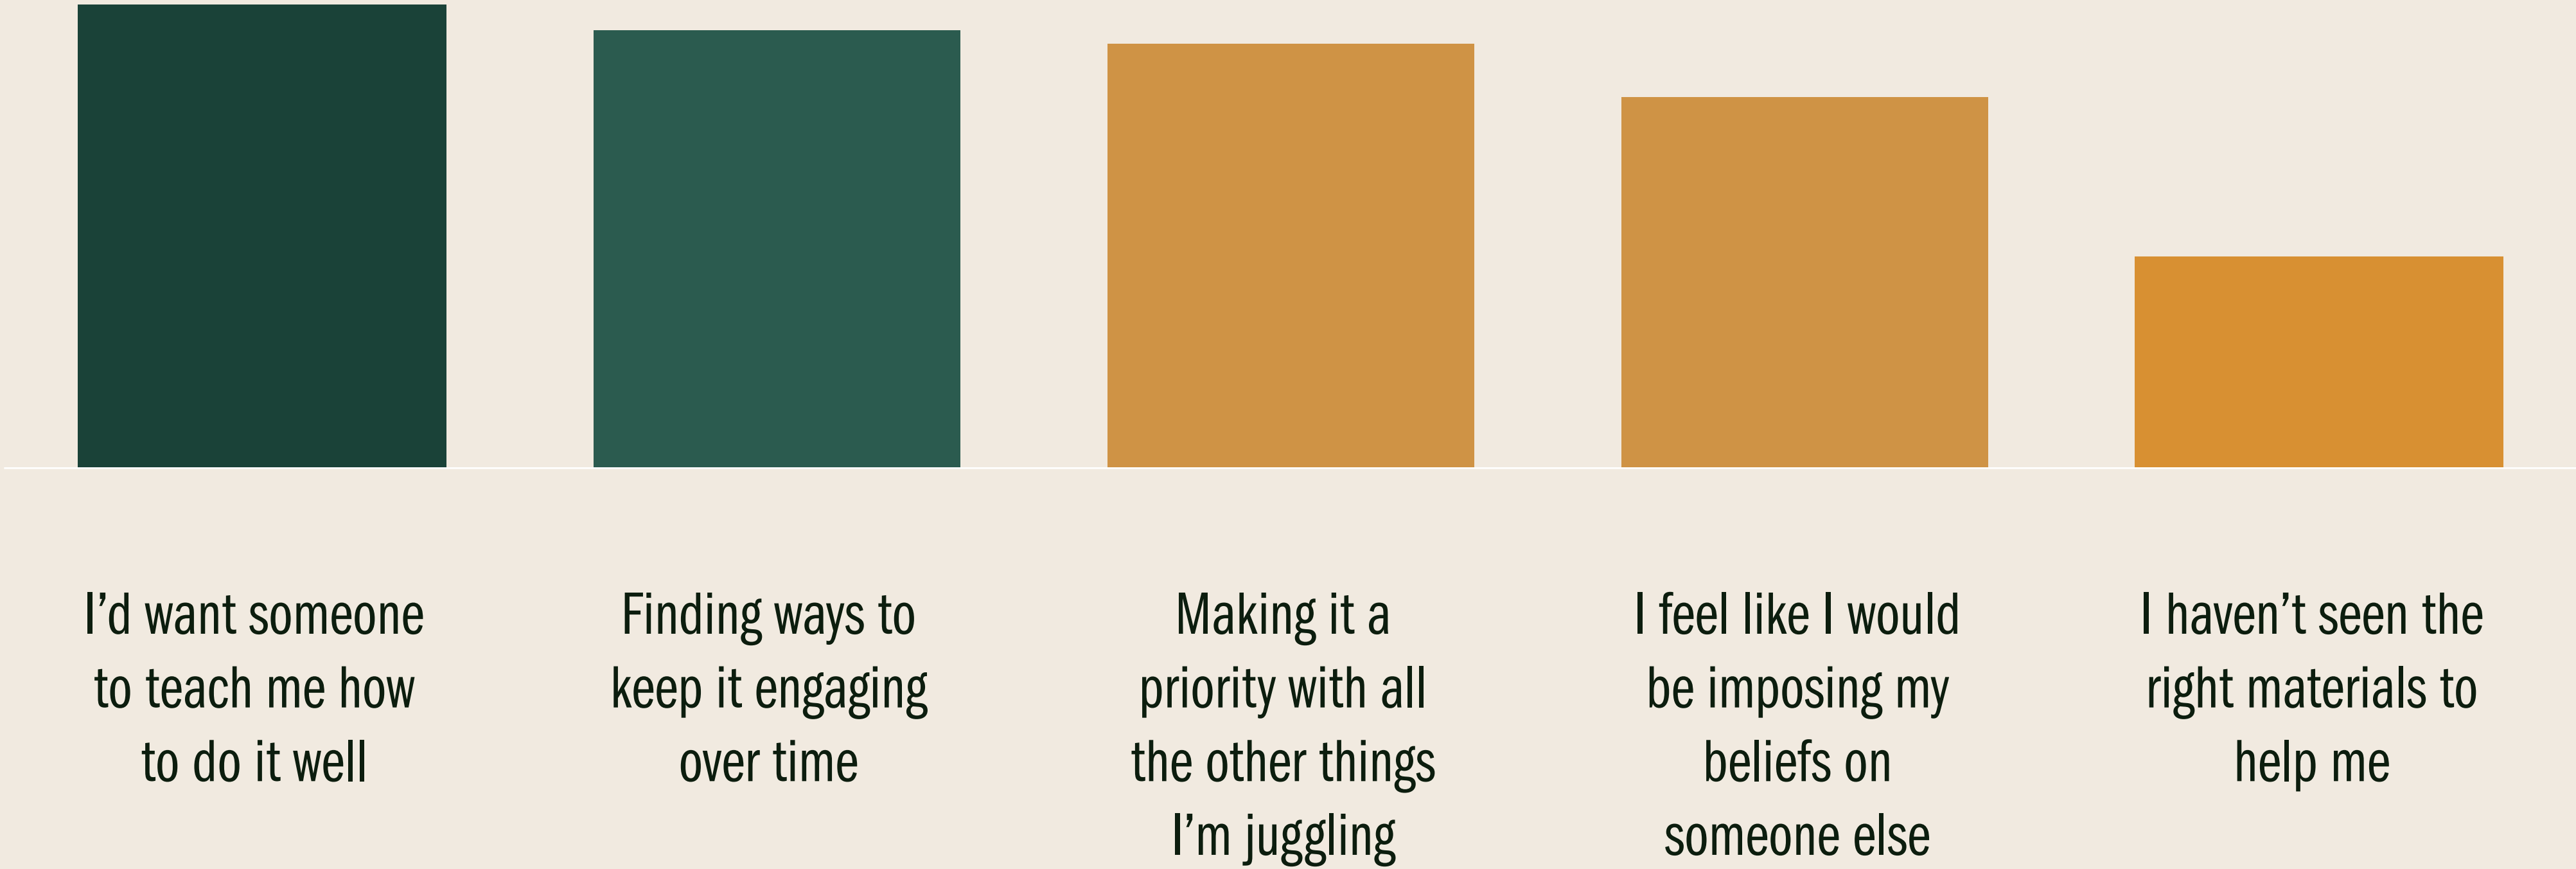 I’d want someone
to teach me how
to do it well
Finding ways to
keep it engaging
over time
Making it a
priority with all
the other things
I’m juggling
I feel like I would
be imposing my
beliefs on
someone else
I haven’t seen the
right materials to
help me